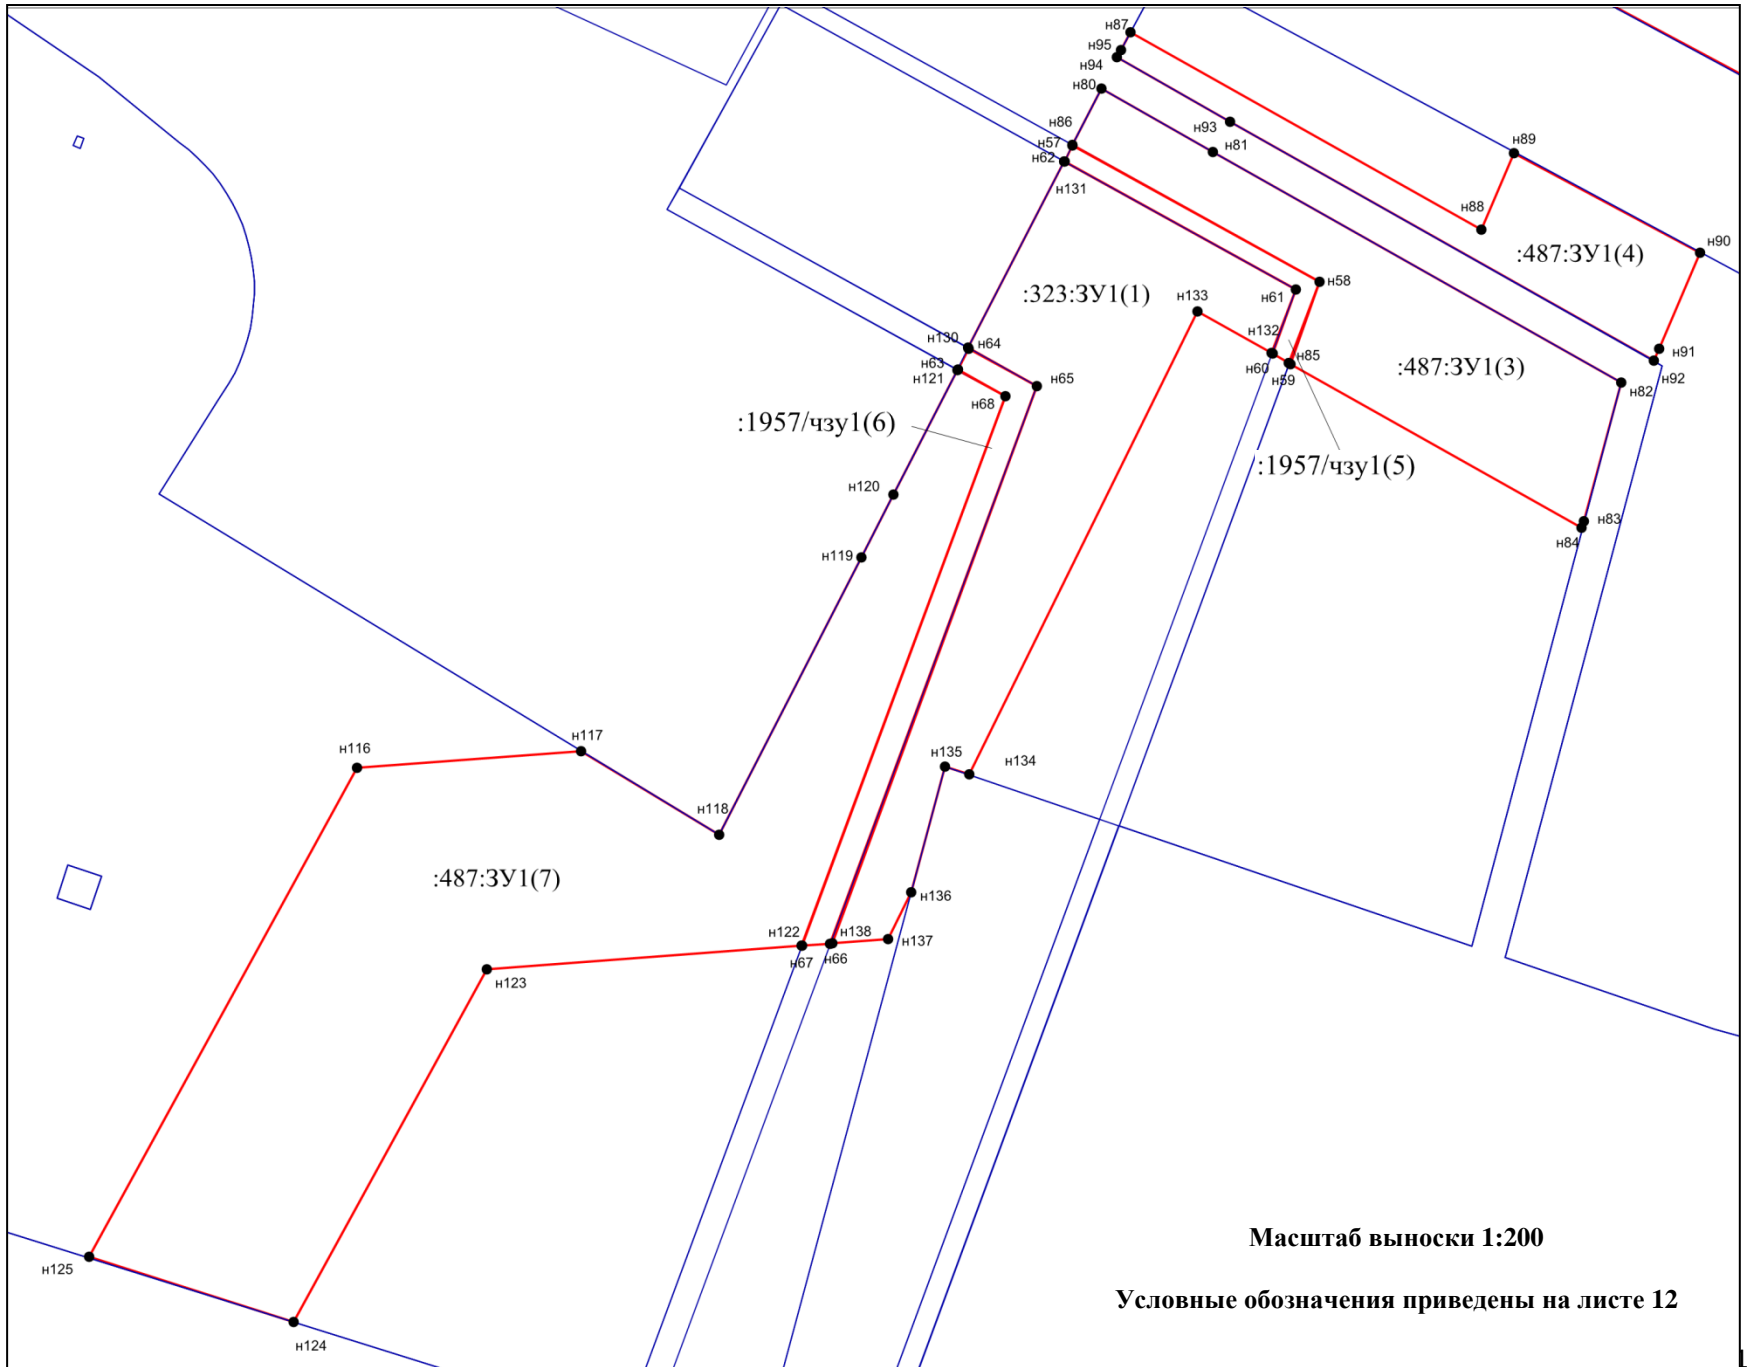 н87
н95
н94
н80
н86
н93
н57
н81
н62
н89
н131
н88
н90
:487:ЗУ1(4)
:323:ЗУ1(1)
н58
н133
н61
н130
н64
н132
н85
н91
н63
н60
н59
н92
н121
:487:ЗУ1(3)
н65
н82
н68
:1957/чзу1(6)
:1957/чзу1(5)
н120
н83
н84
н119
н116
н117
н135
н134
н118
:487:ЗУ1(7)
н136
н122
н138
н137
н67
н66
н123
Масштаб выноски 1:200
н125
Условные обозначения приведены на листе 12
н124